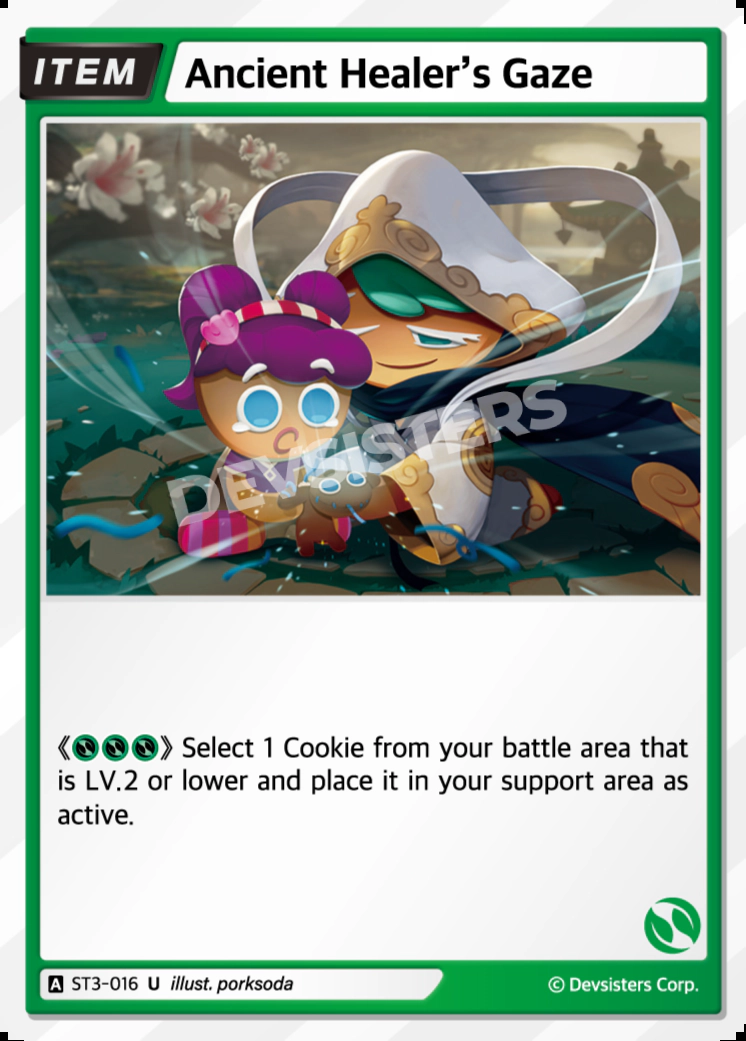 ITEM
Ancient Healer's Gaze
DEVSISTERS
《》 Select 1 Cookie from your battle area that
is LV.2 or lower and place it in your support area as
active.
A ST3-016 U illust. porksoda
© Devsisters Corp.